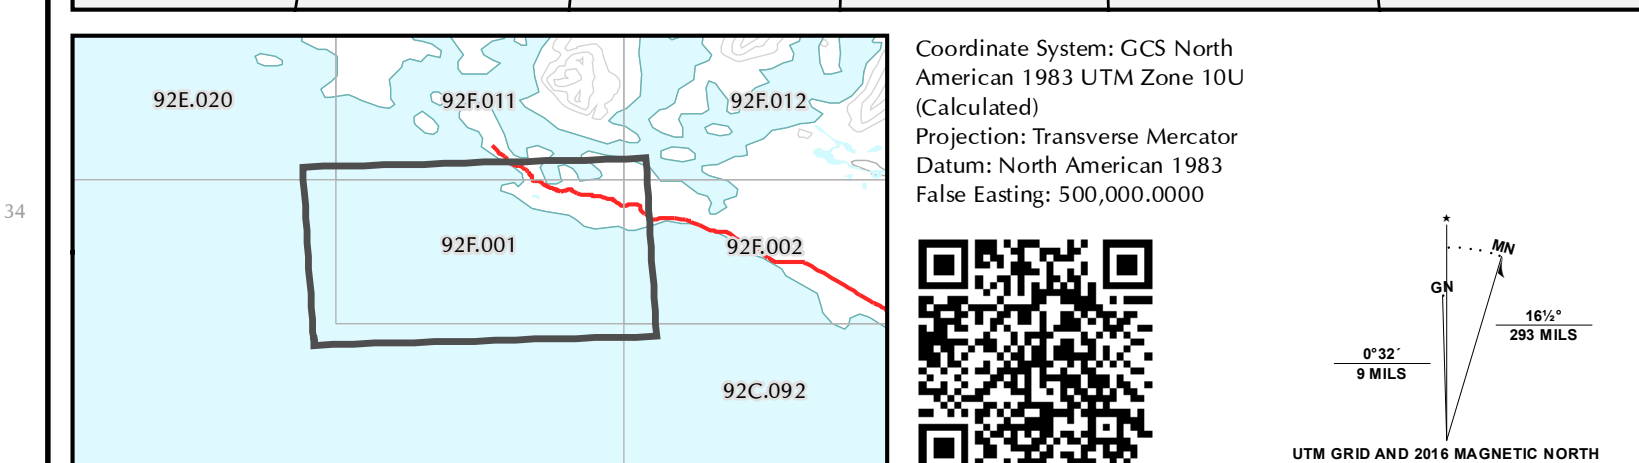 34
92E.020
92F.011
92F.012
92F.001
92F.002
92C.092
Coordinate System: GCS North
American 1983 UTM Zone 10U
(Calculated)
Projection: Transverse Mercator
Datum: North American 1983
False Easting: 500,000.0000
MN
GN
16½°
293 MILS
0°32´
9 MILS
UTM GRID AND 2016 MAGNETIC NORTH